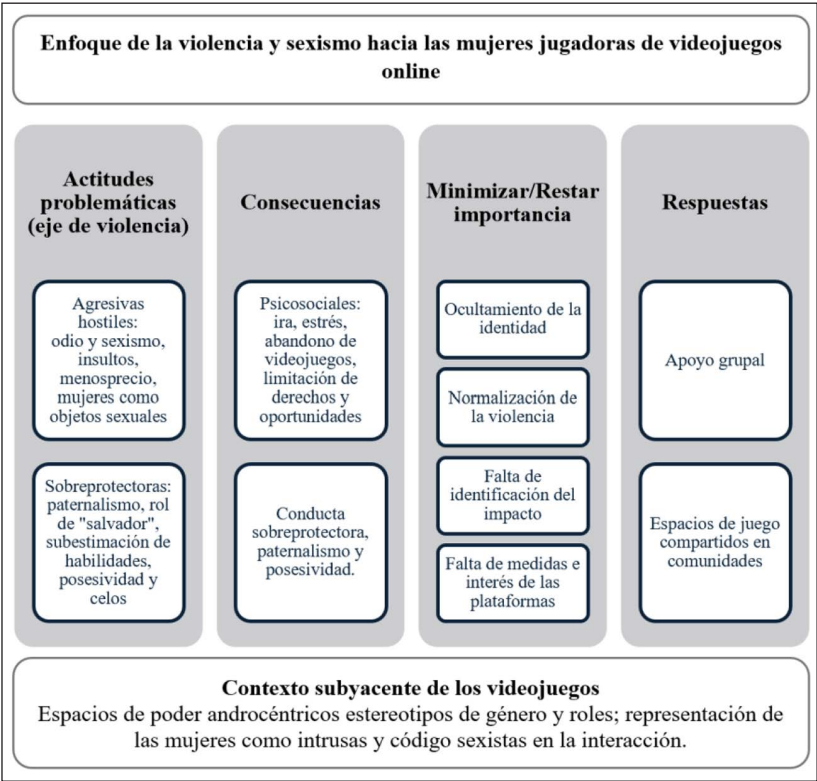 Enfoque de la violencia y sexismo hacia las mujeres jugadoras de videojuegos
online
Actitudes
problemáticas
(eje de violencia)
Agresivas
hostiles:
odio y sexismo,
insultos,
menosprecio,
mujeres como
objetos sexuales
Sobreprotectoras:
paternalismo, rol
de "salvador",
subestimación de
habilidades,
posesividad y
celos
Consecuencias
Psicosociales:
ira, estrés,
abandono de
videojuegos,
limitación de
derechos y
oportunidades
Conducta
sobreprotectora,
paternalismo y
posesividad.
Minimizar/Restar
importancia
Ocultamiento de la
identidad
Normalización de
la violencia
Falta de
identificación del
impacto
Falta de medidas e
interés de las
plataformas
Respuestas
Apoyo grupal
Espacios de juego
compartidos en
comunidades
Contexto subyacente de los videojuegos
Espacios de poder androcéntricos estereotipos de género y roles; representación de
las mujeres como intrusas y código sexistas en la interacción.